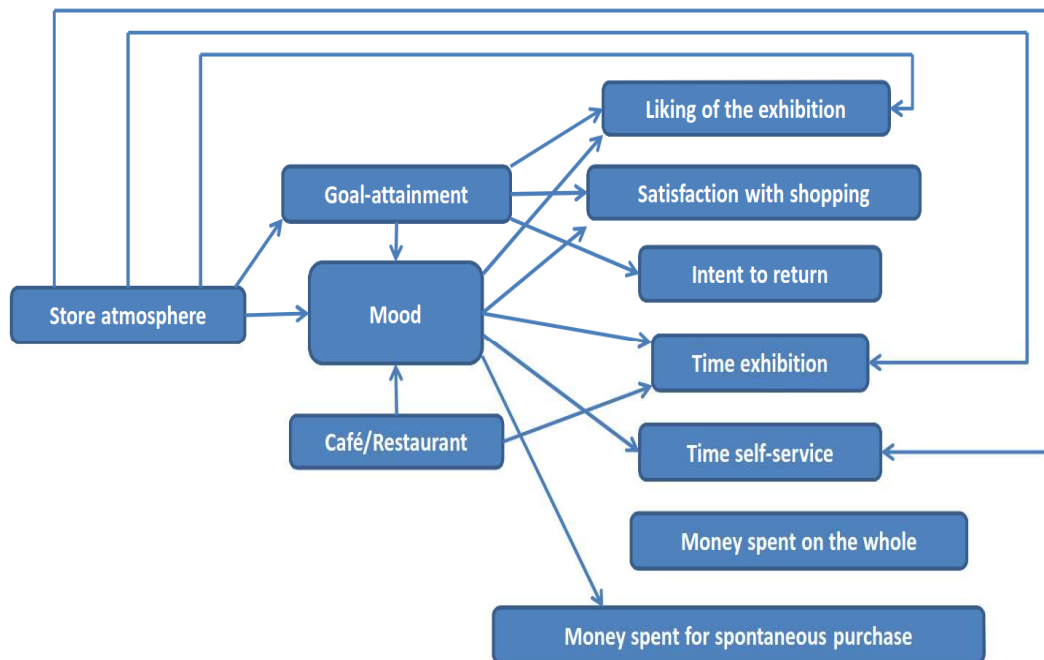 Liking of the exhibition
Goal-attainment
Satisfaction with shopping
Intent to return
Store atmosphere
Mood
Time exhibition
Café/Restaurant
Time self-service
Money spent on the whole
Money spent for spontaneous purchase